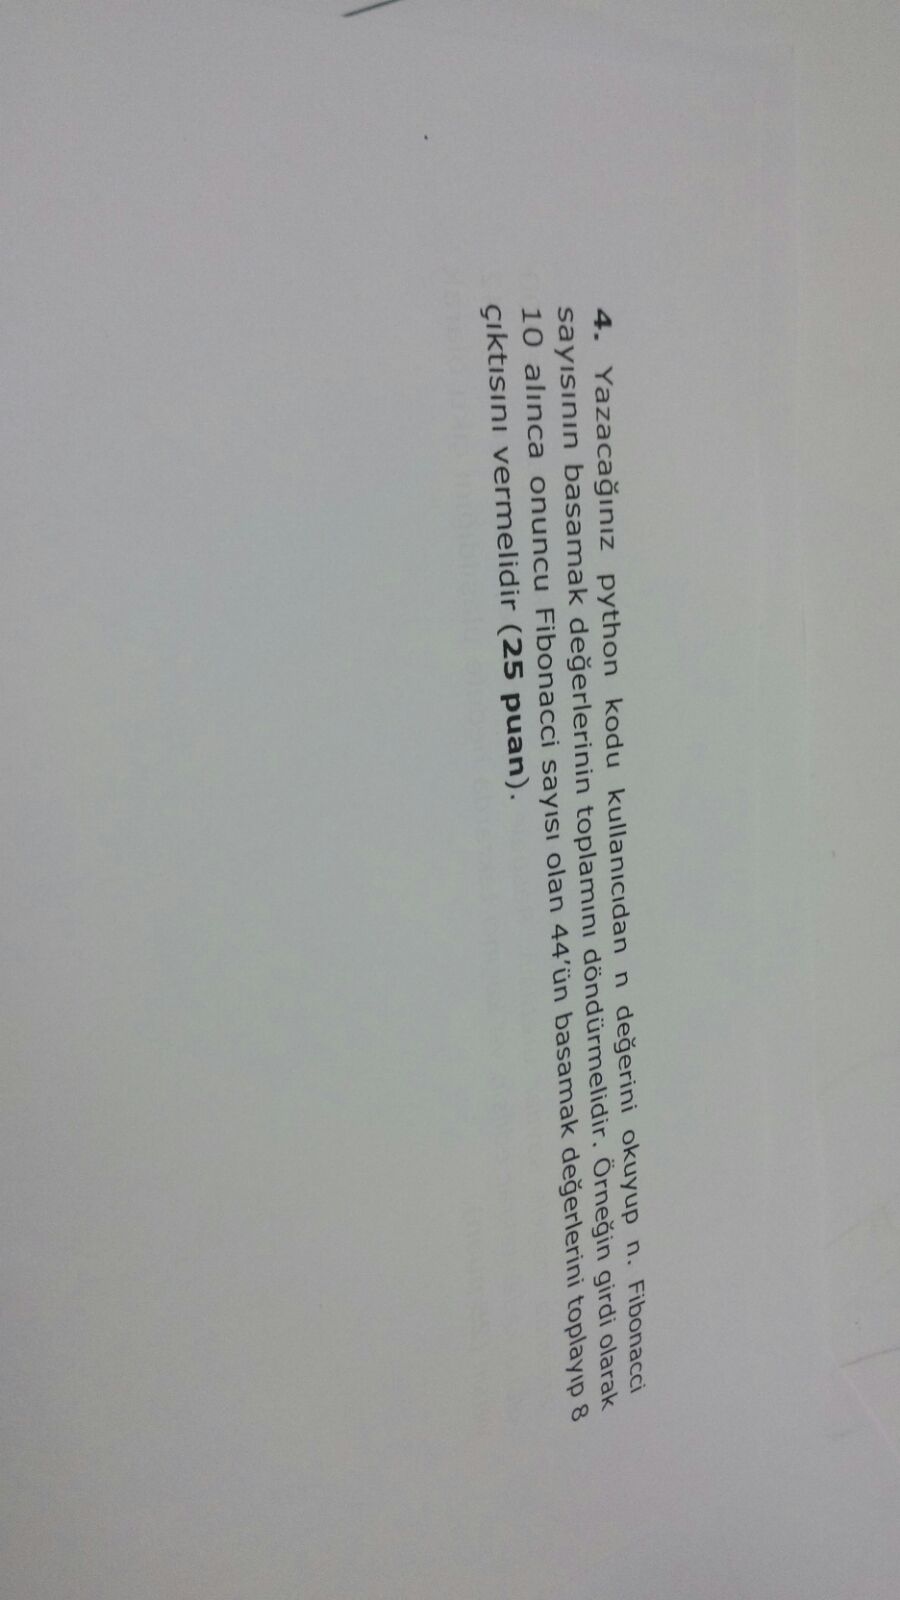 4. Yazacağınız python kodu kullanıcıdan n değerini okuyup n. Fibonacci
sayısının basamak değerlerinin toplamını döndürmelidir. Örneğin girdi olarak
10 alınca onuncu Fibonacci sayısı olan 44'ün basamak değerlerini toplayıp 8
çıktısını vermelidir (25 puan).